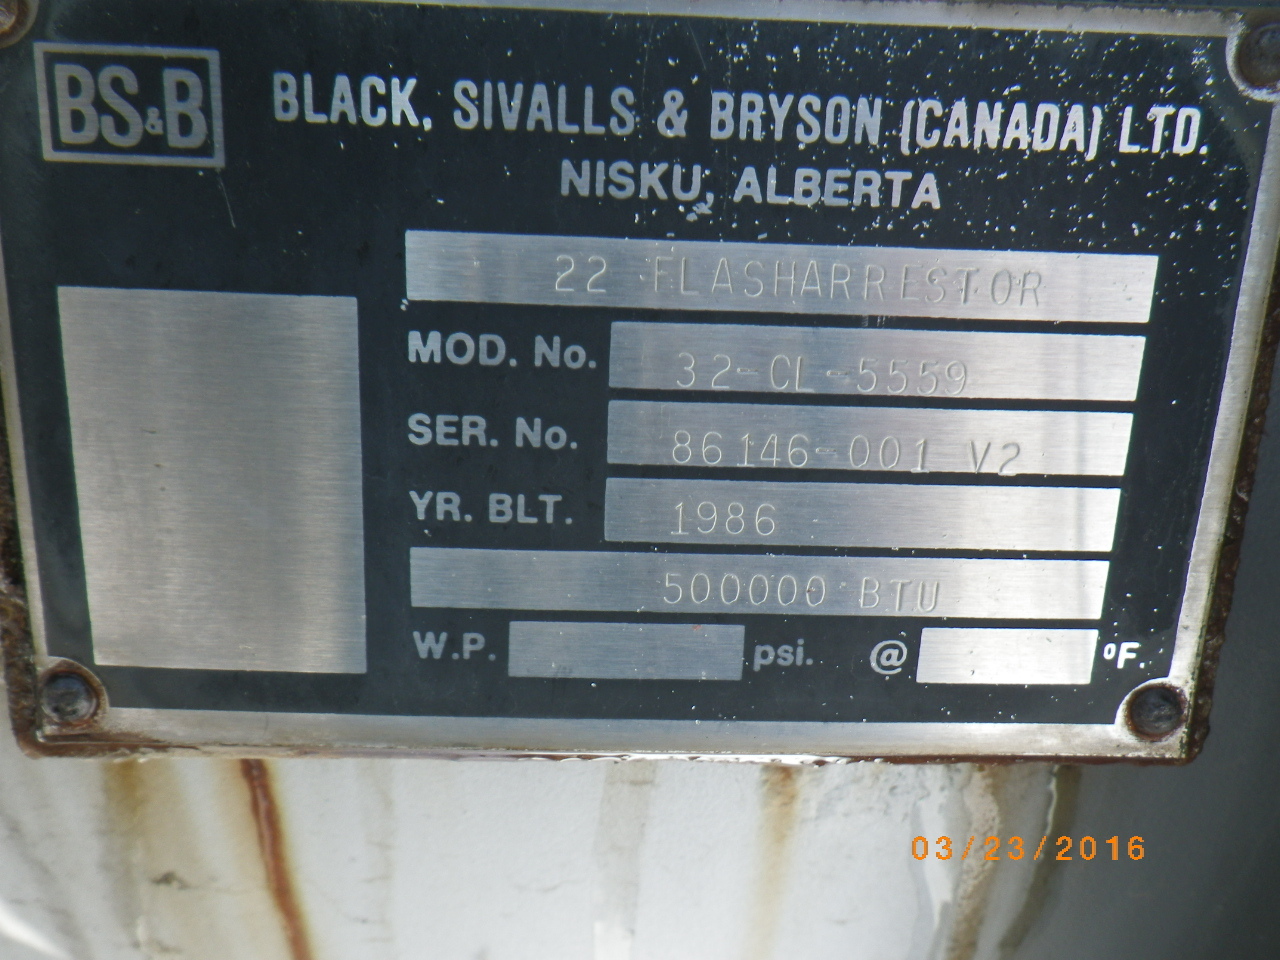 BS&B
BLACK, SIVALLS & BRYSON (CANADA) LTD.
NISKU, ALBERTA
22 FLASHARRESTOR
MOD. No. 32-CL-5559
SER. No. 86146-001 V2
YR. BLT. 1986
500000 BTU
W.P. psi. @ °F.
03/23/2016